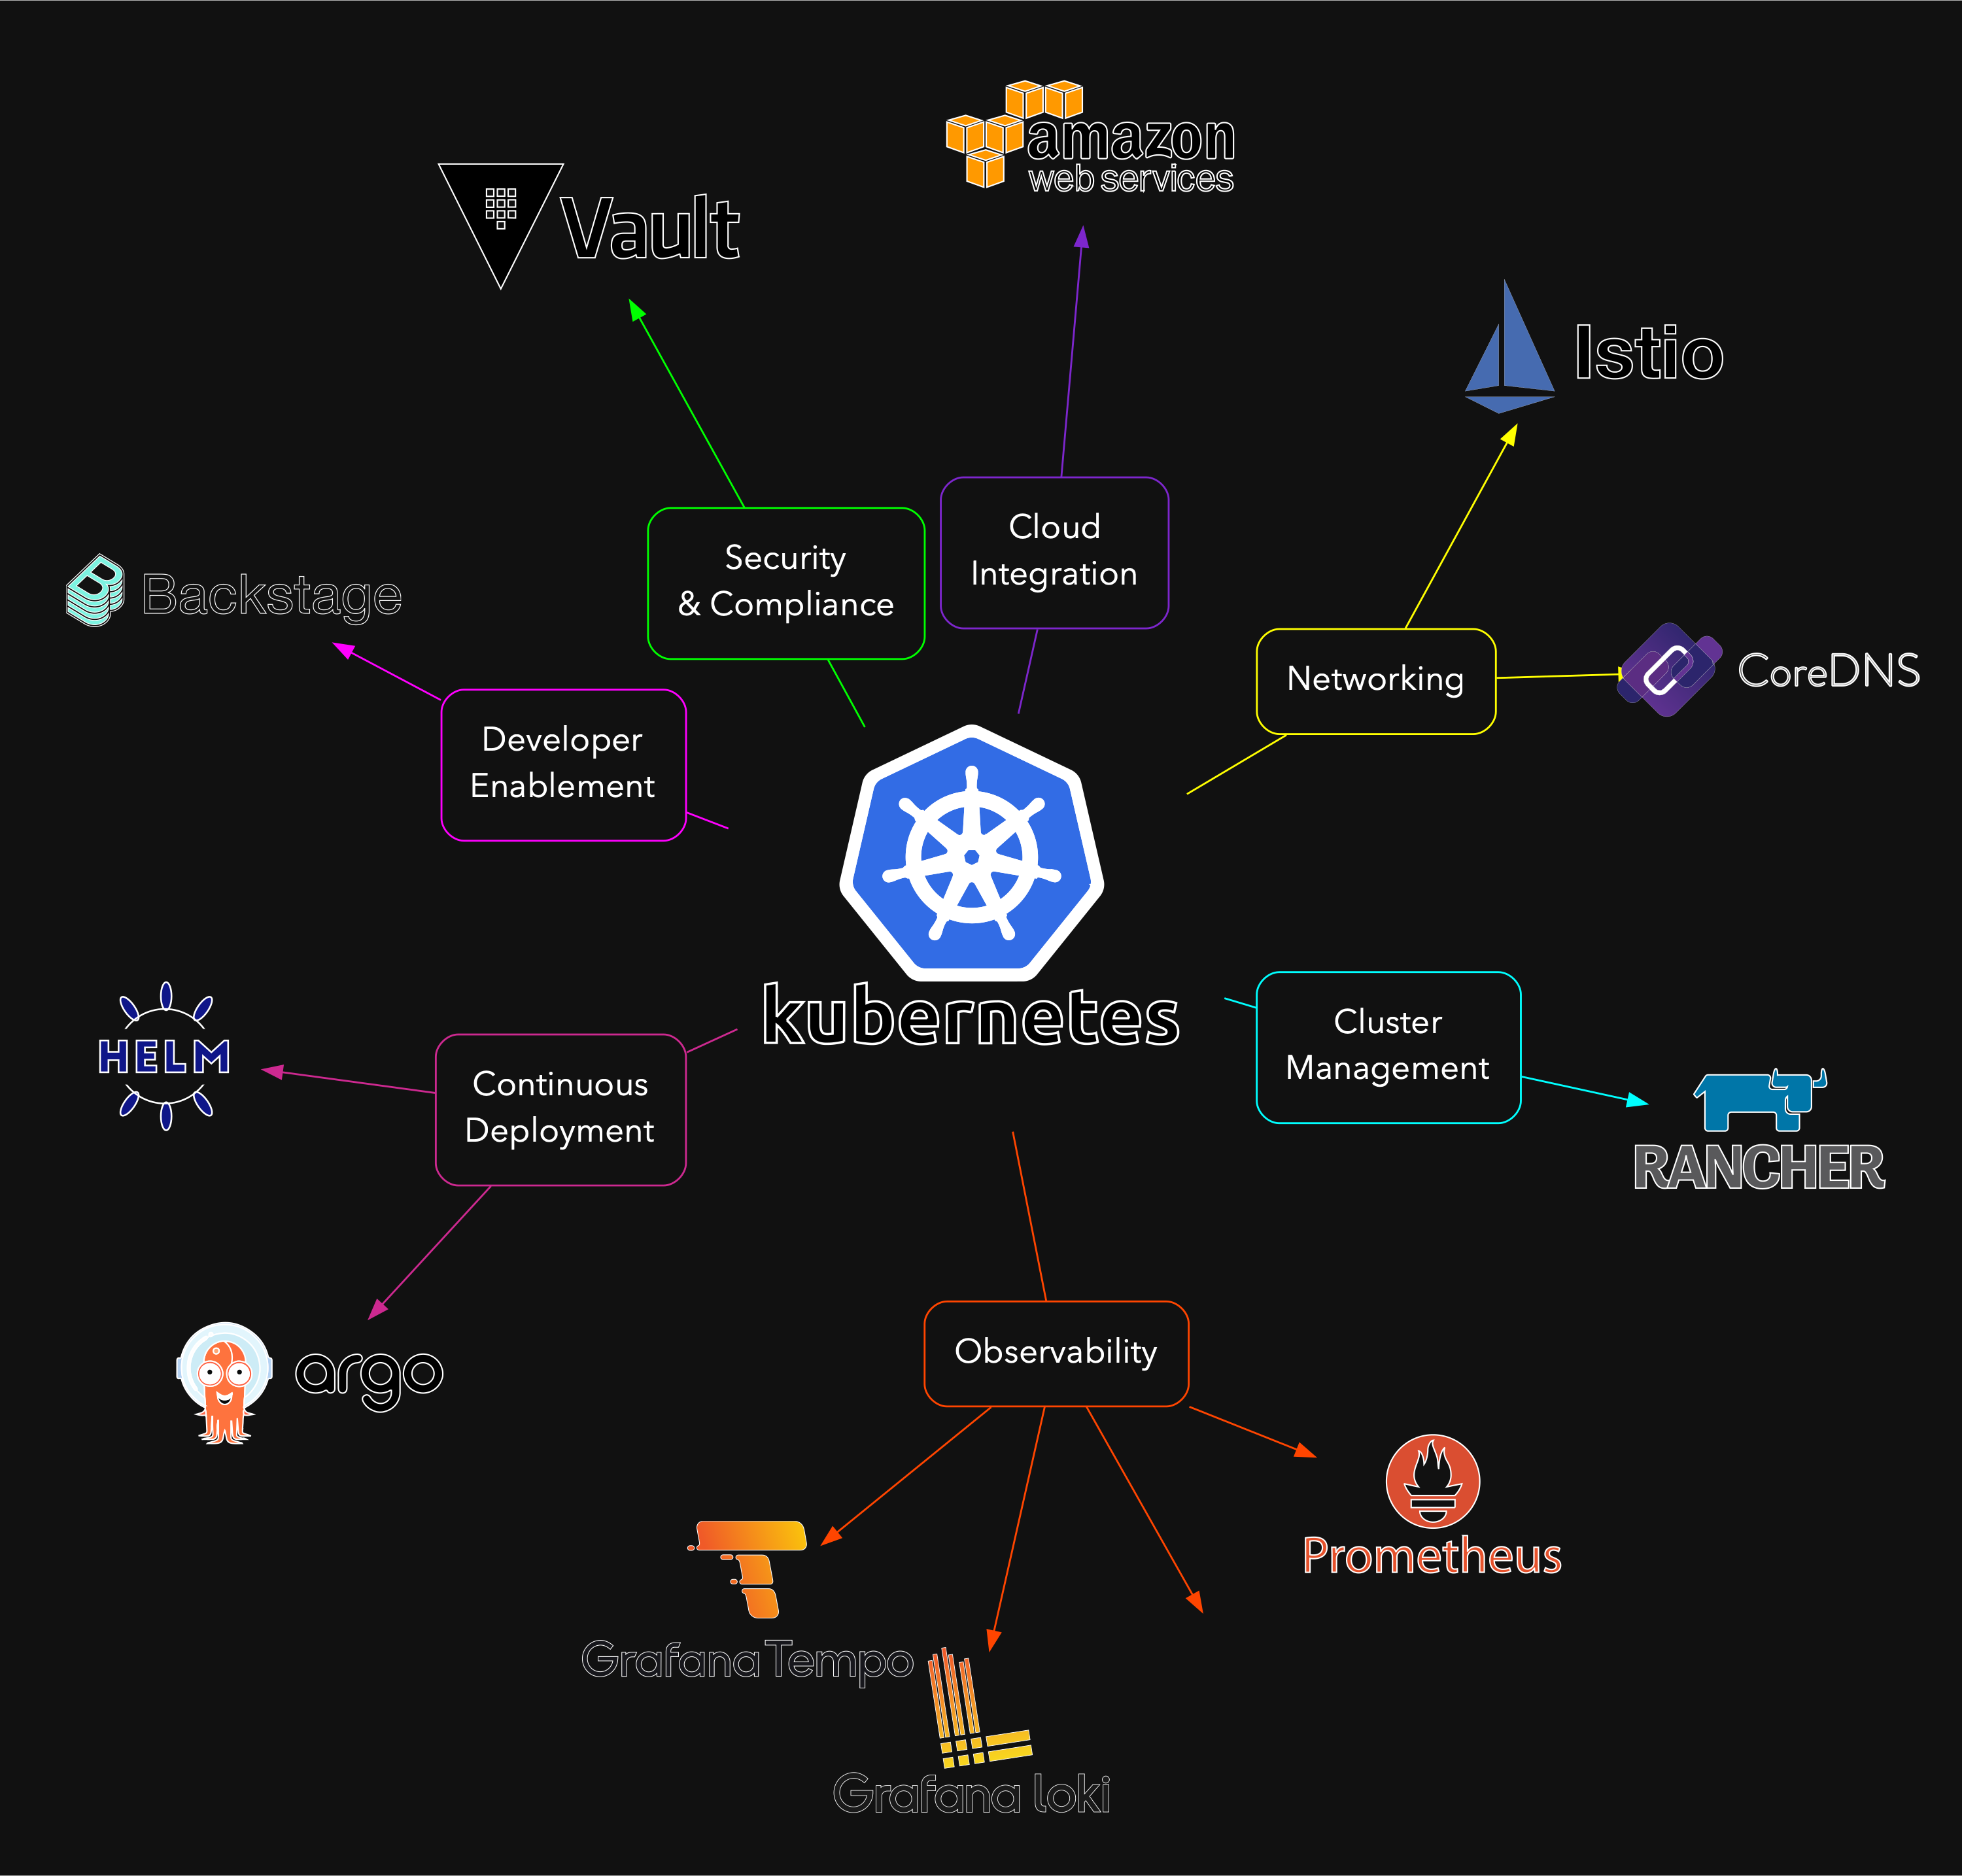 amazon
web services
Vault
Istio
Security
& Compliance
Cloud
Integration
Backstage
Networking
CoreDNS
Developer
Enablement
kubernetes
HELM
Continuous
Deployment
Cluster
Management
RANCHER
argo
Observability
Prometheus
Grafana Tempo
Grafana loki